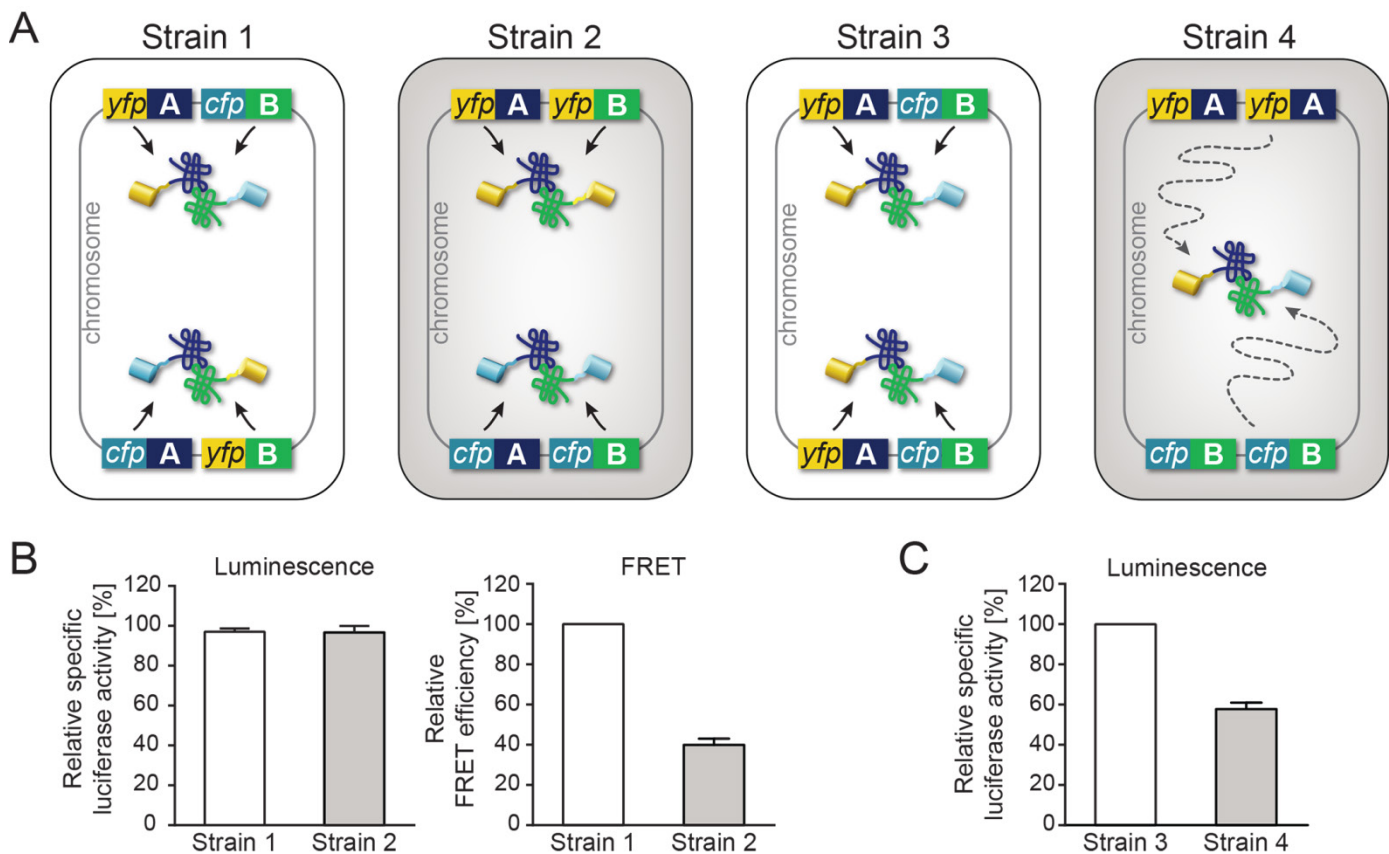 A
Strain 1
Strain 2
Strain 3
Strain 4
yfp A cfp B
yfp A yfp B
yfp A cfp B
yfp A yfp A
chromosome
chromosome
chromosome
chromosome
cfp A yfp B
cfp A cfp B
yfp A cfp B
cfp B cfp B
B
Luminescence
Relative specific
luciferase activity [%]
120
100
80
60
40
20
0
Strain 1
Strain 2
FRET
Relative
FRET efficiency [%]
120
100
80
60
40
20
0
Strain 1
Strain 2
C
Luminescence
Relative specific
luciferase activity [%]
120
100
80
60
40
20
0
Strain 3
Strain 4